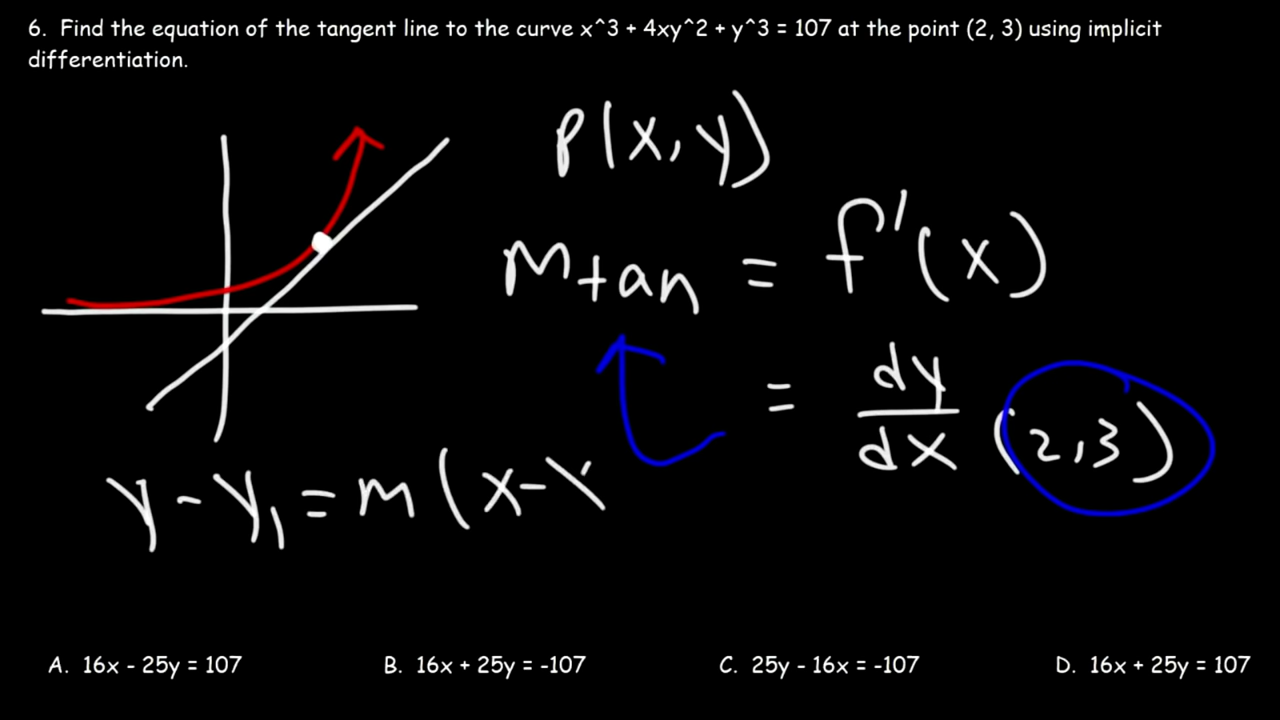 6. Find the equation of the tangent line to the curve x^3 + 4xy^2 + y^3 = 107 at the point (2, 3) using implicit
differentiation.
P(x, y)
mtan = f'(x)
= dy/dx (2,3)
y - y₁ = m(x - x
A. 16x - 25y = 107
B. 16x + 25y = -107
C. 25y - 16x = -107
D. 16x + 25y = 107